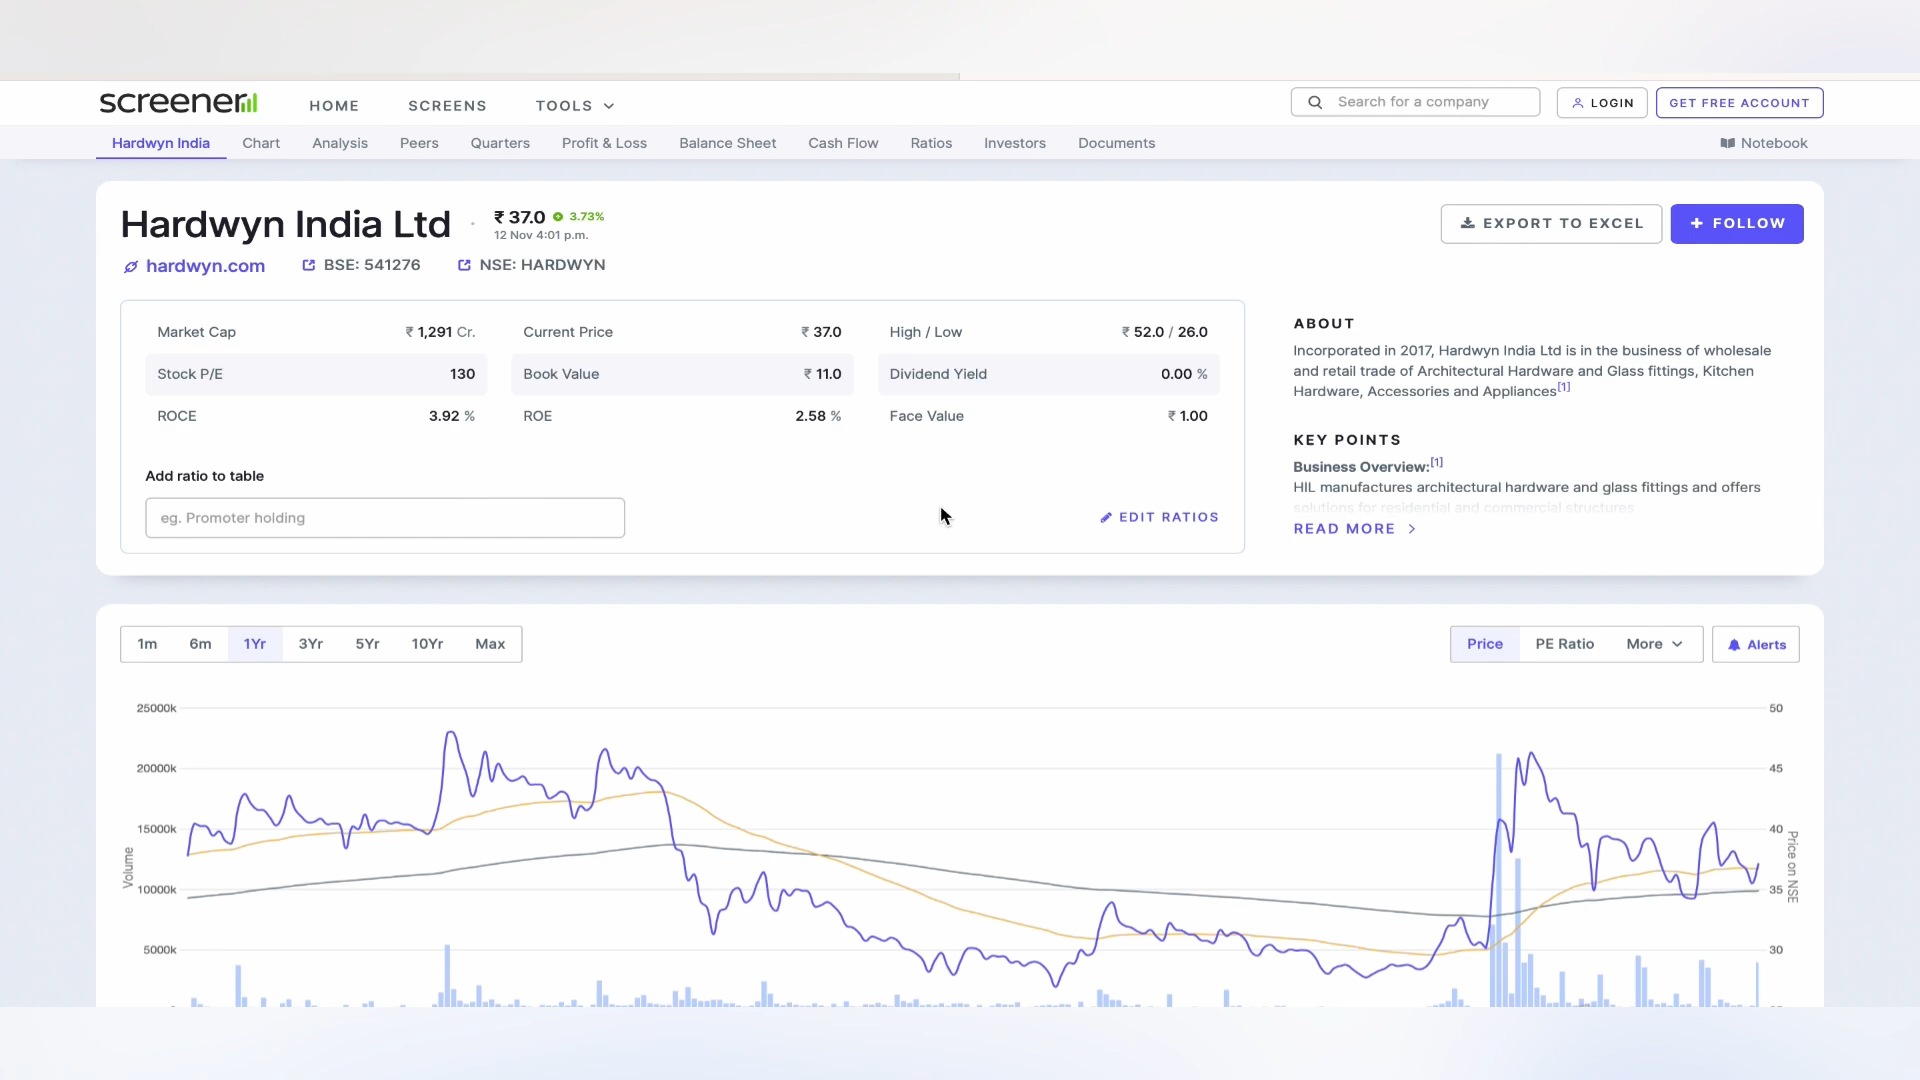 screener
HOME
SCREENS
TOOLS
Search for a company
LOGIN
GET FREE ACCOUNT
Hardwyn India
Chart
Analysis
Peers
Quarters
Profit & Loss
Balance Sheet
Cash Flow
Ratios
Investors
Documents
Notebook
Hardwyn India Ltd
₹ 37.0
3.73%
12 Nov 4:01 p.m.
EXPORT TO EXCEL
+ FOLLOW
hardwyn.com
BSE: 541276
NSE: HARDWYN
Market Cap
₹ 1,291 Cr.
Current Price
₹ 37.0
High / Low
₹ 52.0 / 26.0
Stock P/E
130
Book Value
₹ 11.0
Dividend Yield
0.00 %
ROCE
3.92 %
ROE
2.58 %
Face Value
₹ 1.00
Add ratio to table
eg. Promoter holding
EDIT RATIOS
ABOUT
Incorporated in 2017, Hardwyn India Ltd is in the business of wholesale
and retail trade of Architectural Hardware and Glass fittings, Kitchen
Hardware, Accessories and Appliances[1]
KEY POINTS
Business Overview:[1]
HIL manufactures architectural hardware and glass fittings and offers
solutions for residential and commercial structures
READ MORE
1m
6m
1Yr
3Yr
5Yr
10Yr
Max
Price
PE Ratio
More
Alerts
25000k
20000k
15000k
10000k
5000k
Volume
50
45
40
35
30
Price on NSE